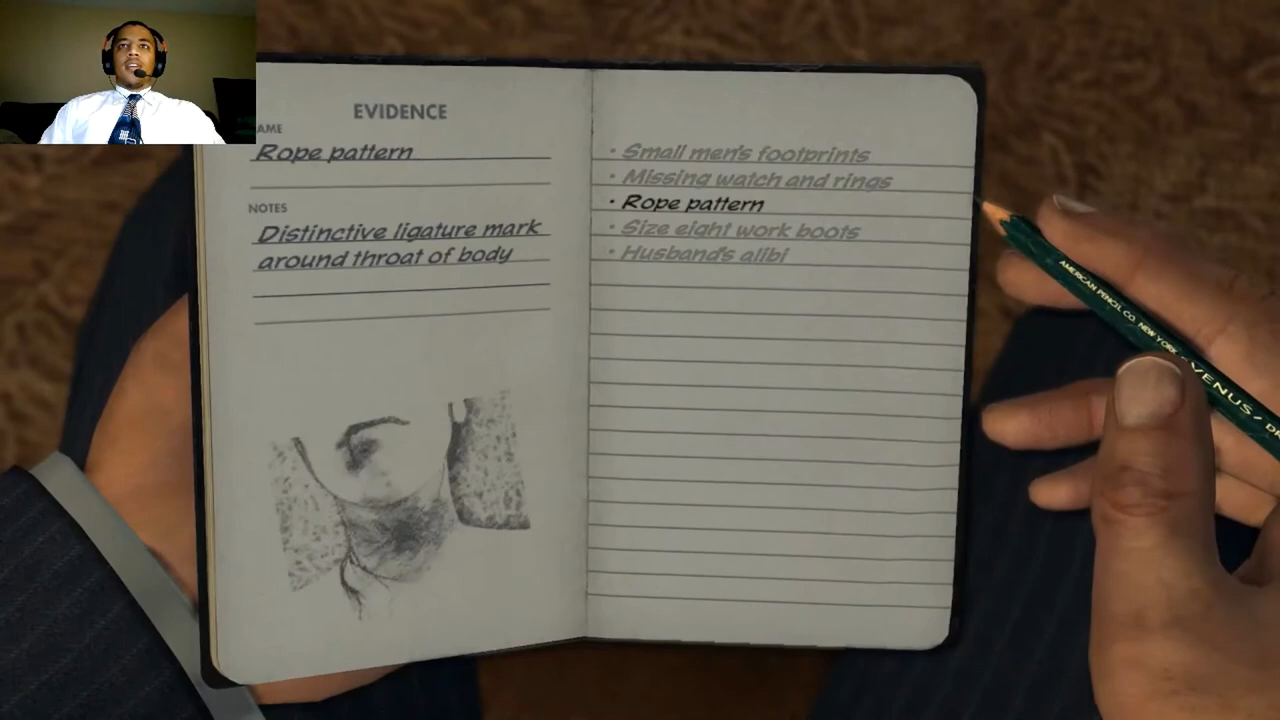 EVIDENCE
AME
Rope pattern
NOTES
Distinctive ligature mark
around throat of body
• Small men's footprints
• Missing watch and rings
• Rope pattern
• Size eight work boots
• Husband's alibi
AMERICAN PENCIL CO. NEW YORK
VENUS